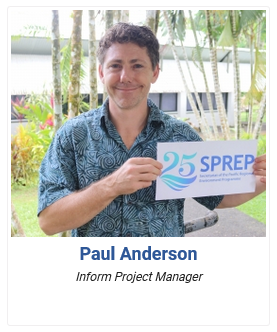 25 SPREP
Paul Anderson
Inform Project Manager